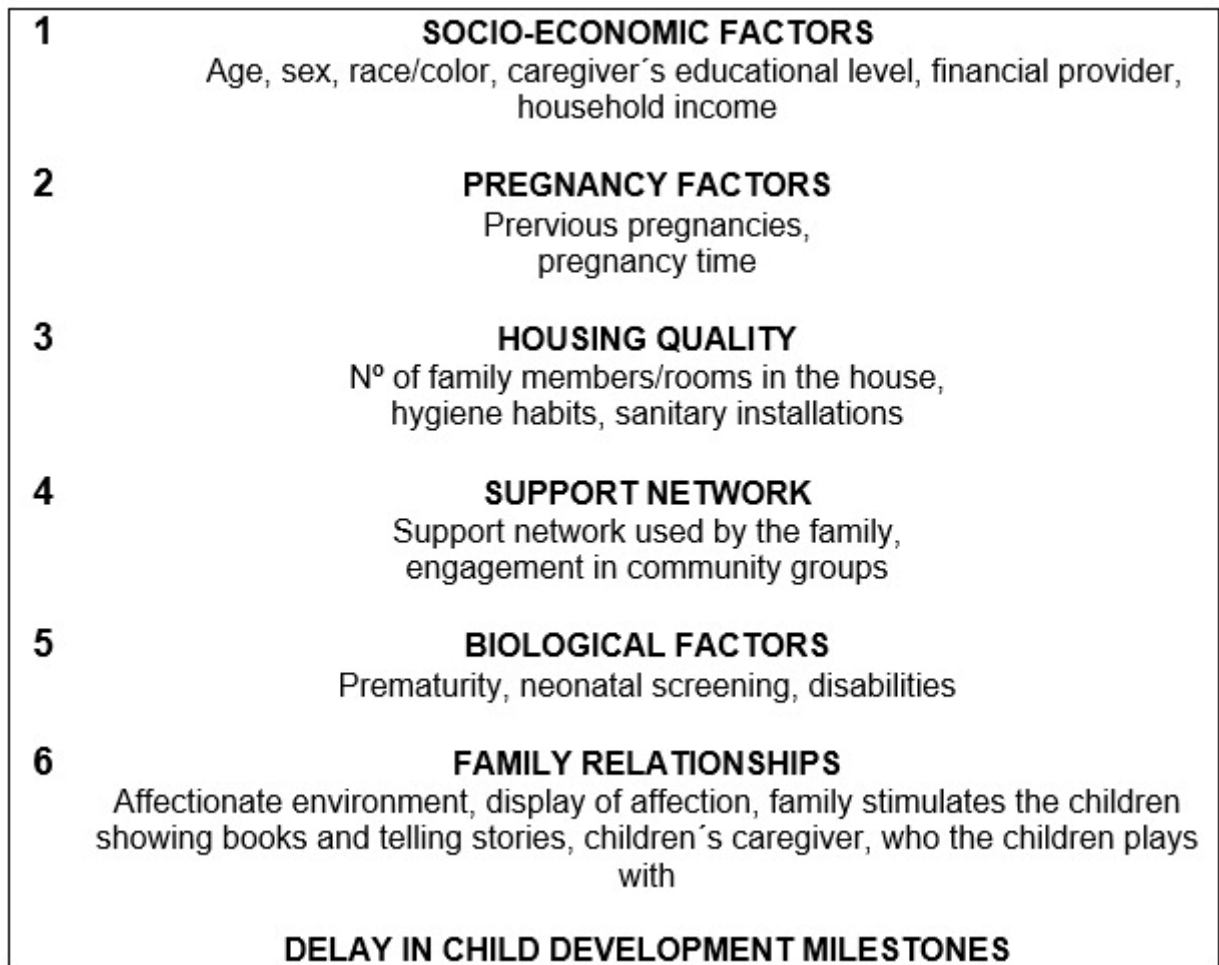 1 SOCIO-ECONOMIC FACTORS
Age, sex, race/color, caregiver´s educational level, financial provider,
household income
2 PREGNANCY FACTORS
Prervious pregnancies,
pregnancy time
3 HOUSING QUALITY
Nº of family members/rooms in the house,
hygiene habits, sanitary installations
4 SUPPORT NETWORK
Support network used by the family,
engagement in community groups
5 BIOLOGICAL FACTORS
Prematurity, neonatal screening, disabilities
6 FAMILY RELATIONSHIPS
Affectionate environment, display of affection, family stimulates the children
showing books and telling stories, children´s caregiver, who the children plays
with
DELAY IN CHILD DEVELOPMENT MILESTONES